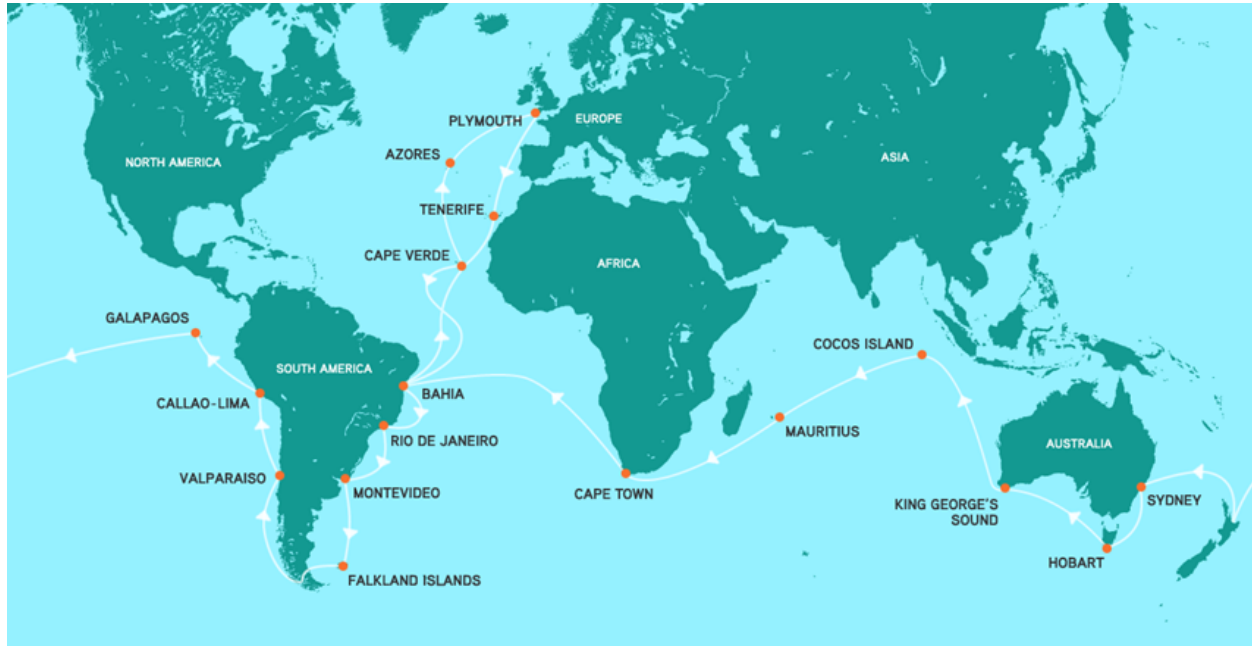 PLYMOUTH
EUROPE
AZORES
NORTH AMERICA
ASIA
TENERIFE
CAPE VERDE
AFRICA
GALAPAGOS
COCOS ISLAND
SOUTH AMERICA
BAHIA
CALLAO-LIMA
MAURITIUS
RIO DE JANEIRO
AUSTRALIA
VALPARAISO
MONTEVIDEO
CAPE TOWN
KING GEORGE'S
SOUND
SYDNEY
HOBART
FALKLAND ISLANDS